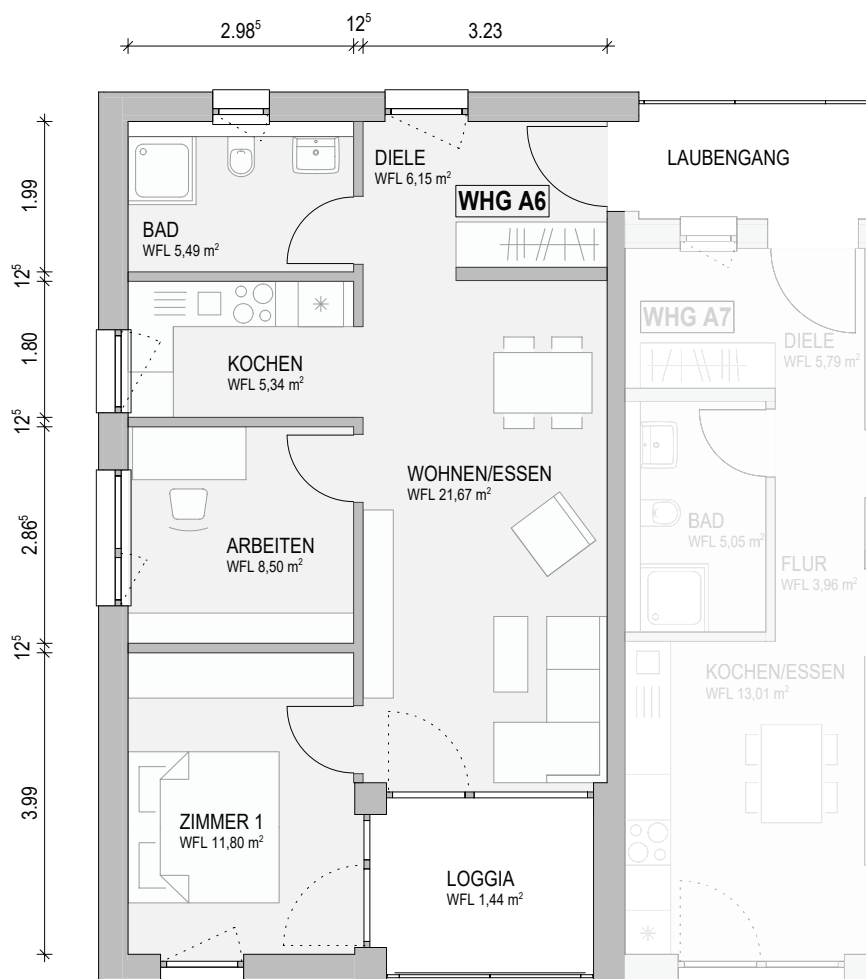 2.98⁵
12⁵
3.23
1.99
12⁵
1.80
12⁵
2.86⁵
12⁵
3.99
DIELE
WFL 6,15 m²
WHG A6
LAUBENGANG
BAD
WFL 5,49 m²
KOCHEN
WFL 5,34 m²
WOHNEN/ESSEN
WFL 21,67 m²
ARBEITEN
WFL 8,50 m²
ZIMMER 1
WFL 11,80 m²
LOGGIA
WFL 1,44 m²
WHG A7
DIELE
WFL 5,79 m²
BAD
WFL 5,05 m²
FLUR
WFL 3,96 m²
KOCHEN/ESSEN
WFL 13,01 m²